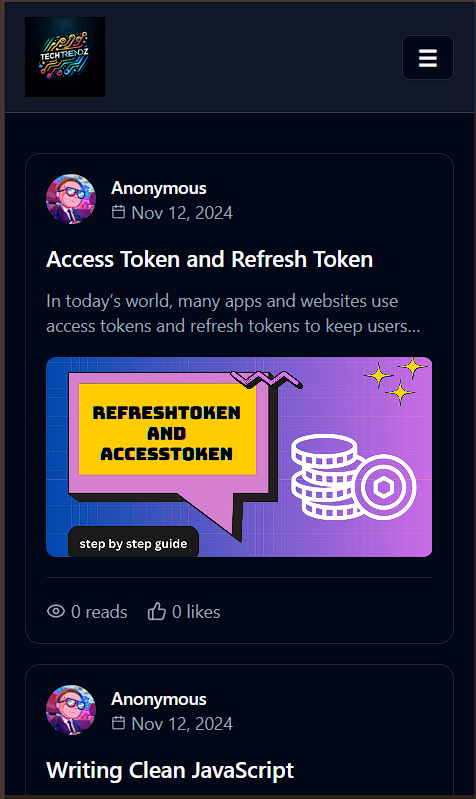 TECHTRENDZ
Anonymous
Nov 12, 2024
Access Token and Refresh Token
In today's world, many apps and websites use
access tokens and refresh tokens to keep users...
REFRESHTOKEN
AND
ACCESSTOKEN
step by step guide
0 reads 0 likes
Anonymous
Nov 12, 2024
Writing Clean JavaScript